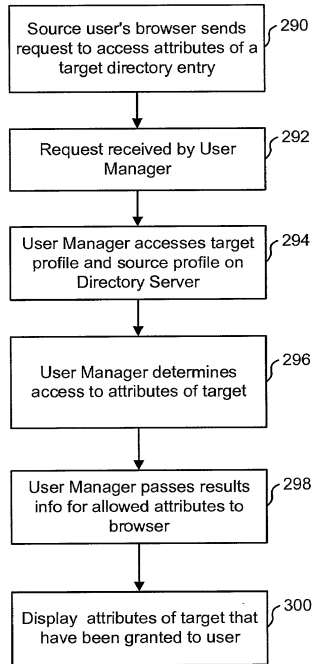 Source user's browser sends
request to access attributes of a
target directory entry
290
Request received by User
Manager
292
User Manager accesses target
profile and source profile on
Directory Server
294
User Manager determines
access to attributes of target
296
User Manager passes results
info for allowed attributes to
browser
298
Display attributes of target that
have been granted to user
300